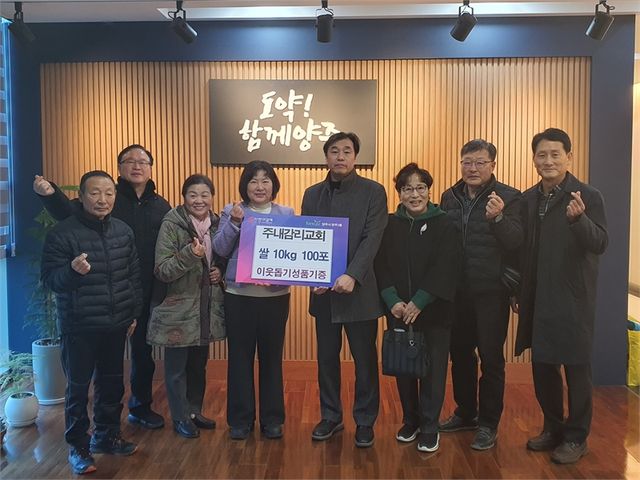 도약!
함께양주
주내감리교회
쌀 10kg 100포
이웃돕기성품기증